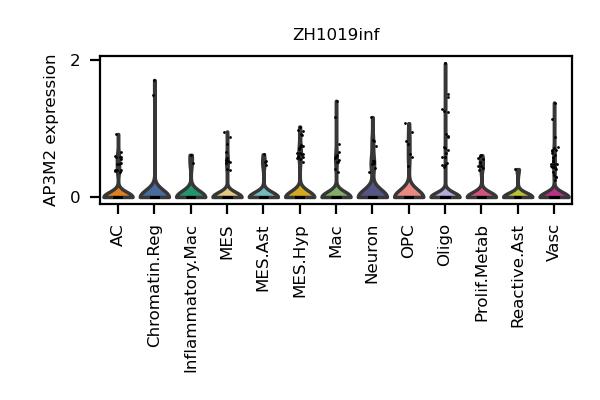 ZH1019inf
AP3M2 expression
2
0
AC
Chromatin.Reg
Inflammatory.Mac
MES
MES.Ast
MES.Hyp
Mac
Neuron
OPC
Oligo
Prolif.Metab
Reactive.Ast
Vasc